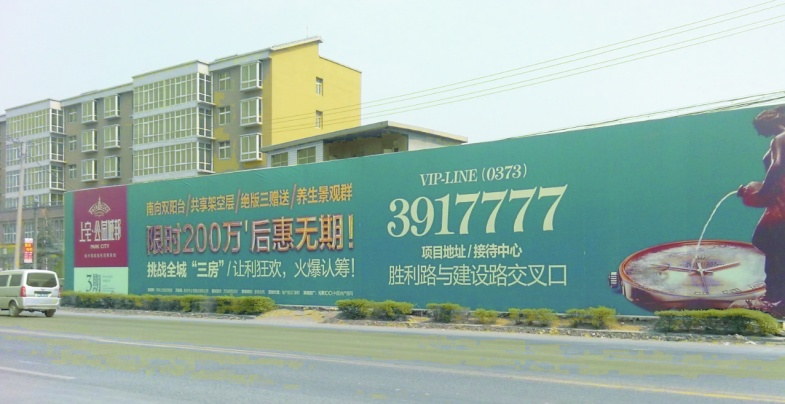 上宅·公园城邦
PARK CITY
3期
南向双阳台/共享架空层/绝版三赠送/养生景观群
限时200万'后惠无期!
挑战全城“三房”/让利狂欢，火爆认筹!
VIP-LINE (0373)
3917777
项目地址/接待中心
胜利路与建设路交叉口